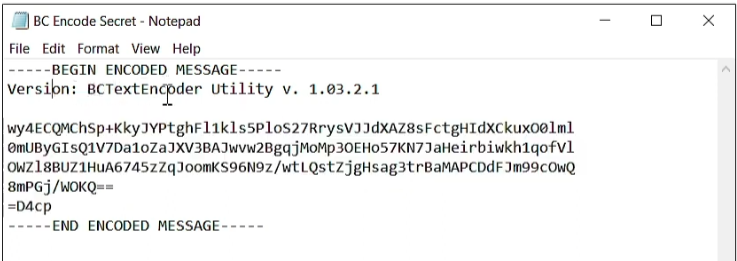 BC Encode Secret - Notepad
File Edit Format View Help
-----BEGIN ENCODED MESSAGE-----
Version: BCTextEncoder Utility v. 1.03.2.1
wy4ECQMChSp+KkyJYPtghFl1kls5PloS27RrysVJJdXAZ8sFctgHIdXCkuxO0lml
0mUByGIsQ1V7Da1oZaJXV3BAJwvw2BgqjMoMp3OEHo57KN7JaHeirbiwkh1qofVl
OWZl8BUZ1HuA6745zZqJoomKS96N9z/wtLQstZjgHsag3trBaMAPCDdFJm99cOwQ
8mPGj/WOKQ==
=D4cp
-----END ENCODED MESSAGE-----